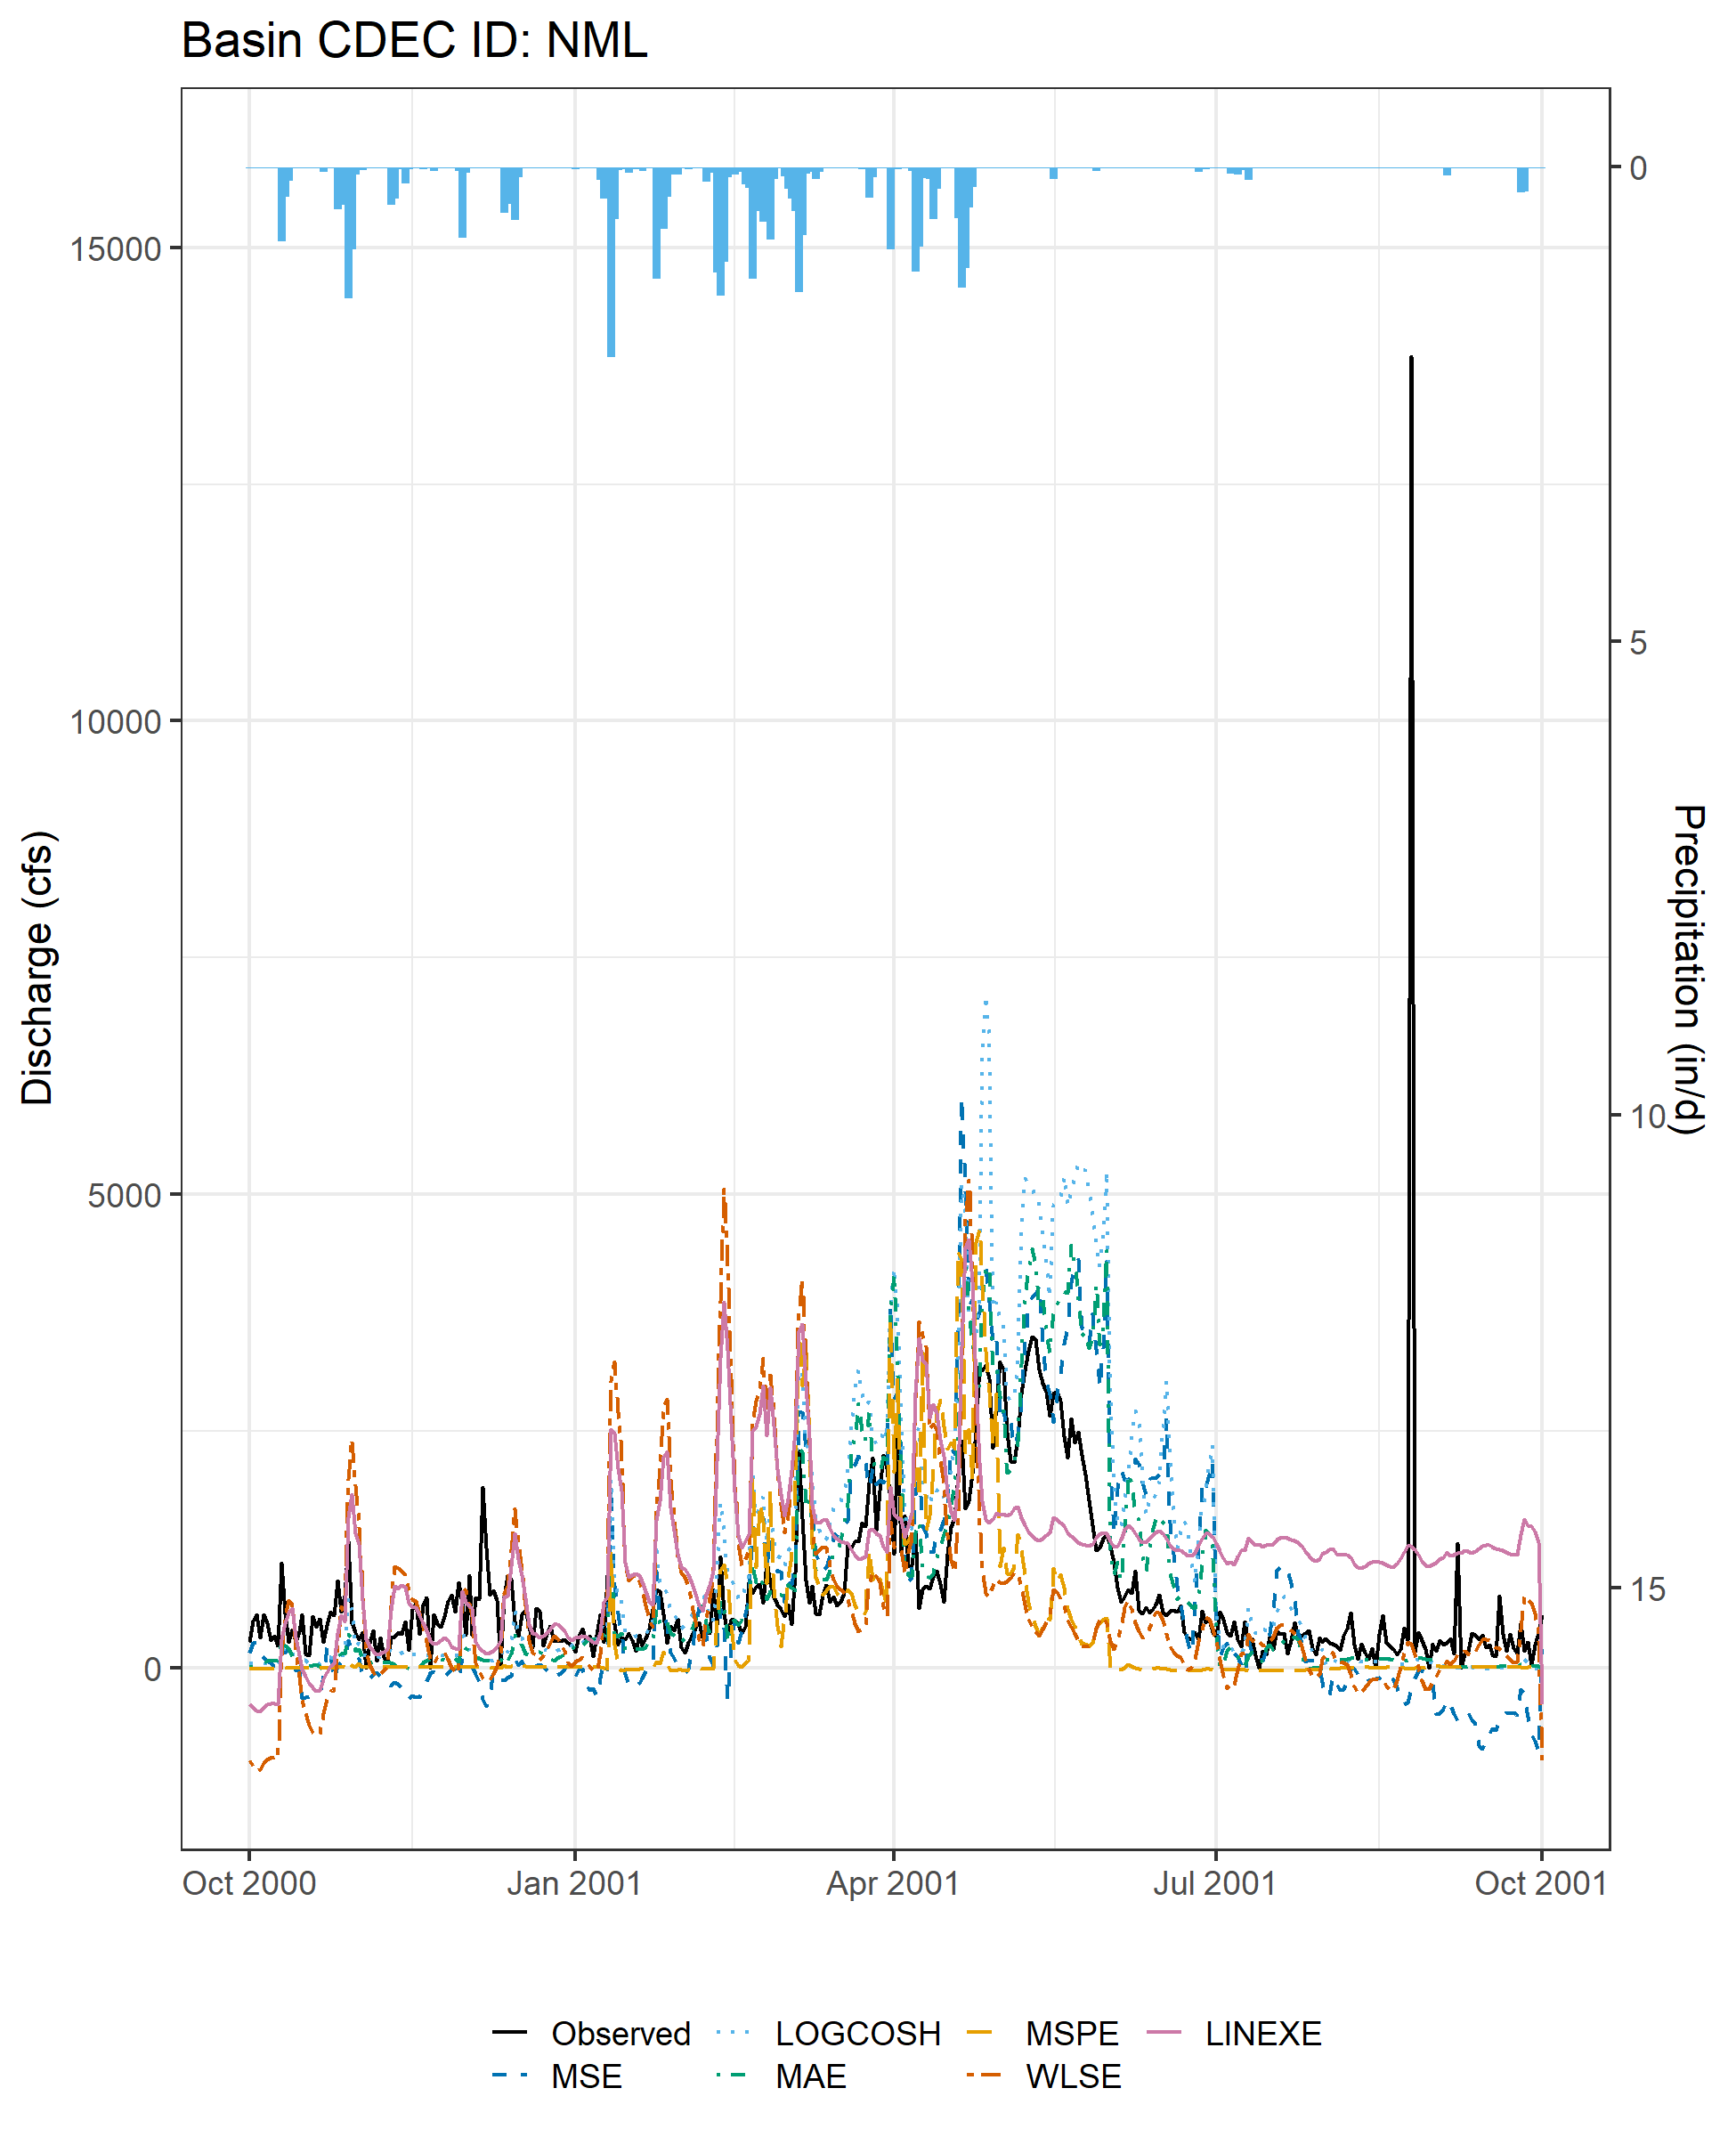 Basin CDEC ID: NML
15000
10000
5000
0
Discharge (cfs)
0
5
10
15
Precipitation (in/d)
Oct 2000 Jan 2001 Apr 2001 Jul 2001 Oct 2001
Observed LOGCOSH MSPE LINEXE
MSE MAE WLSE